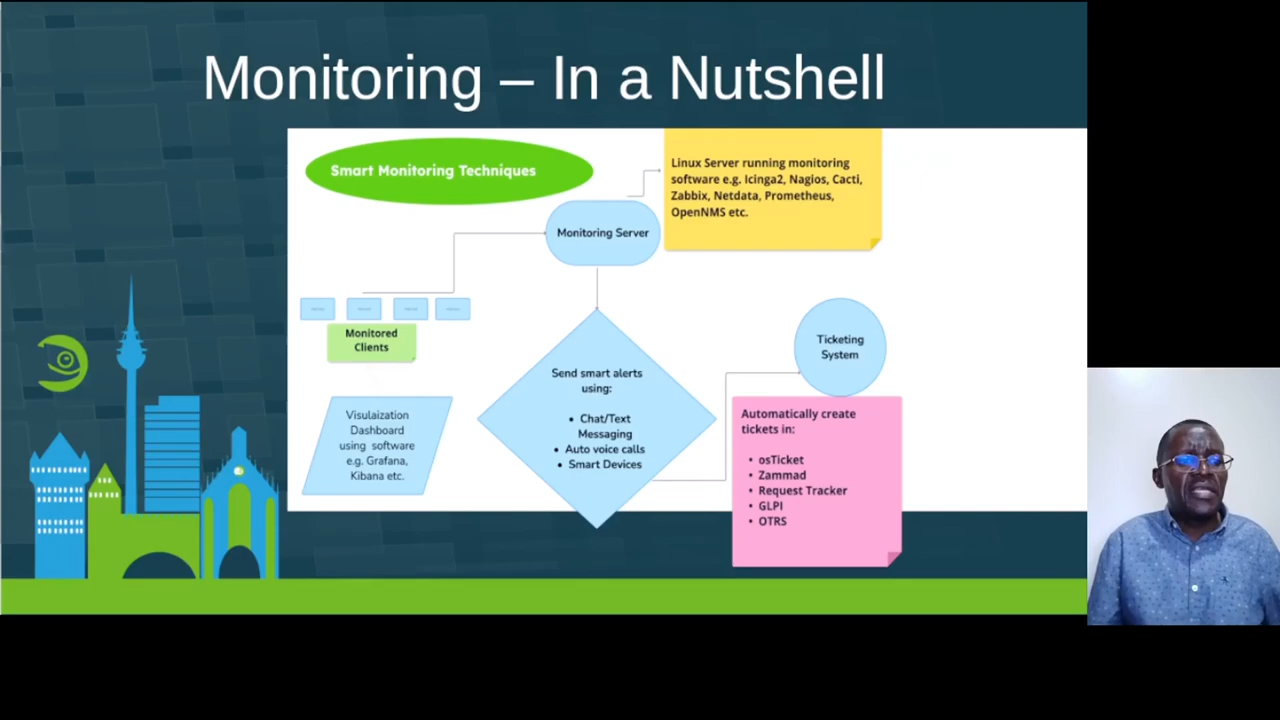 Monitoring – In a Nutshell
Smart Monitoring Techniques
Linux Server running monitoring
software e.g. Icinga2, Nagios, Cacti,
Zabbix, Netdata, Prometheus,
OpenNMS etc.
Monitoring Server
Monitored
Clients
Ticketing
System
Send smart alerts
using:
• Chat/Text
Messaging
• Auto voice calls
• Smart Devices
Visulaization
Dashboard
using software
e.g. Grafana,
Kibana etc.
Automatically create
tickets in:
• osTicket
• Zammad
• Request Tracker
• GLPI
• OTRS